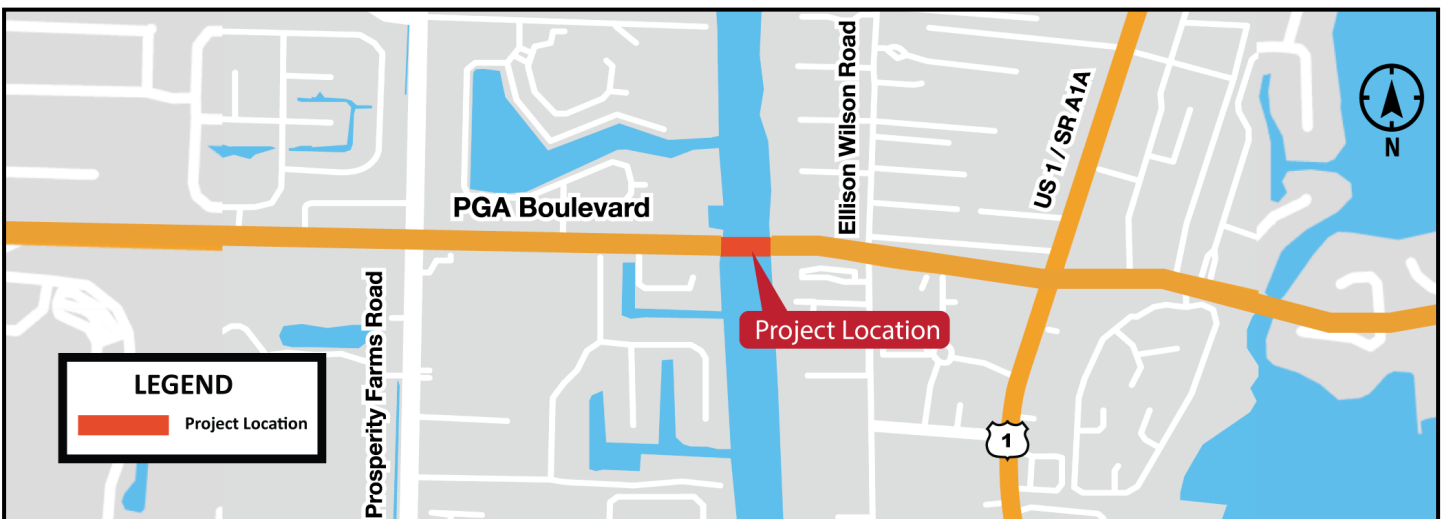 Ellison Wilson Road
US 1 / SR A1A
N
PGA Boulevard
Prosperity Farms Road
Project Location
LEGEND
Project Location
1